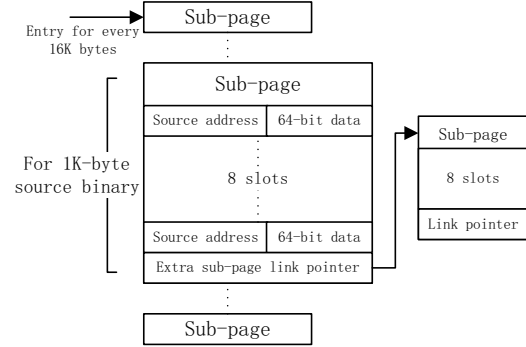 Sub-page
Entry for every
16K bytes
Sub-page
Source address 64-bit data
For 1K-byte
source binary
8 slots
Source address 64-bit data
Extra sub-page link pointer
Sub-page
8 slots
Link pointer
Sub-page